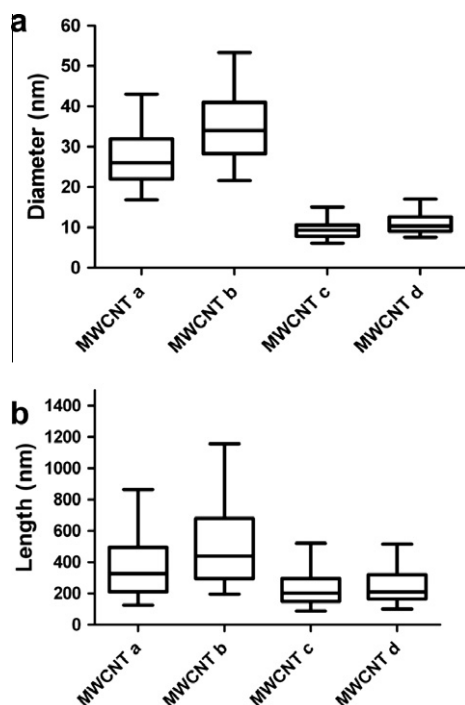 a
Diameter (nm)
60
50
40
30
20
10
0
MWCNT a
MWCNT b
MWCNT c
MWCNT d
b
Length (nm)
1400
1200
1000
800
600
400
200
0
MWCNT a
MWCNT b
MWCNT c
MWCNT d